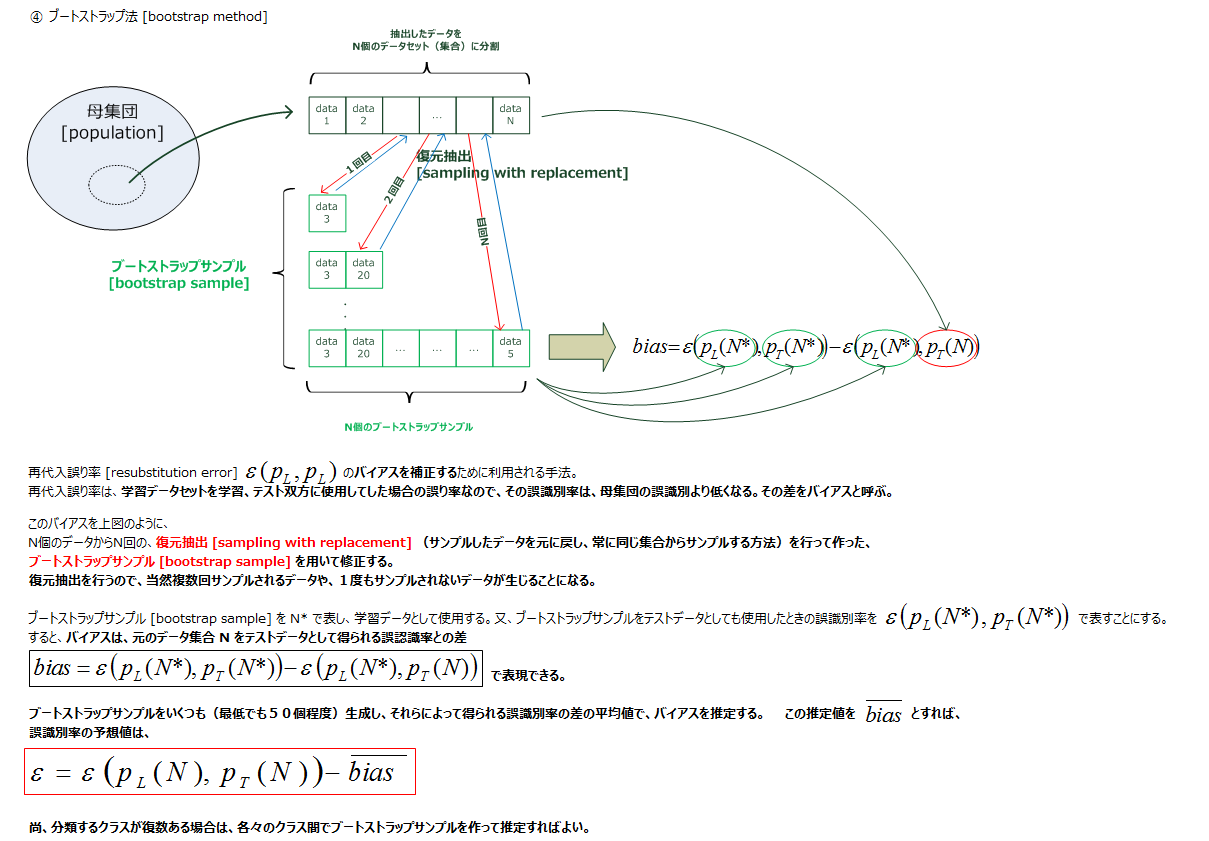 ④ ブートストラップ法 [bootstrap method]
抽出したデータを
N個のデータセット（集合）に分割
母集団
[population]
data 1
data 2
...
data N
復元抽出
[sampling with replacement]
1回目
2回目
N回目
data 3
ブートストラップサンプル
[bootstrap sample]
data 3
data 20
.
.
.
data 3
data 20
...
...
...
data 5
bias=ε(p_L(N*),p_T(N*))−ε(p_L(N*),p_T(N))
N個のブートストラップサンプル
再代入誤り率 [resubstitution error] ε(p_L, p_L) のバイアスを補正するために利用される手法。
再代入誤り率は、学習データセットを学習、テスト双方に使用してした場合の誤り率なので、その誤識別率は、母集団の誤識別より低くなる。その差をバイアスと呼ぶ。
このバイアスを上図のように、
N個のデータからN回の、復元抽出 [sampling with replacement] （サンプルしたデータを元に戻し、常に同じ集合からサンプルする方法）を行って作った、
ブートストラップサンプル [bootstrap sample] を用いて修正する。
復元抽出を行うので、当然複数回サンプルされるデータや、１度もサンプルされないデータが生じることになる。
ブートストラップサンプル [bootstrap sample] を N* で表し、学習データとして使用する。又、ブートストラップサンプルをテストデータとしても使用したときの誤識別率を ε(p_L(N*), p_T(N*)) で表すことにする。
すると、バイアスは、元のデータ集合 N をテストデータとして得られる誤認識率との差
bias = ε(p_L(N*), p_T(N*))−ε(p_L(N*), p_T(N)) で表現できる。
ブートストラップサンプルをいくつも（最低でも５０個程度）生成し、それらによって得られる誤識別率の差の平均値で、バイアスを推定する。 この推定値を b̅i̅a̅s̅ とすれば、
誤識別率の予想値は、
ε = ε (p_L(N), p_T(N))− b̅i̅a̅s̅
尚、分類するクラスが複数ある場合は、各々のクラス間でブートストラップサンプルを作って推定すればよい。